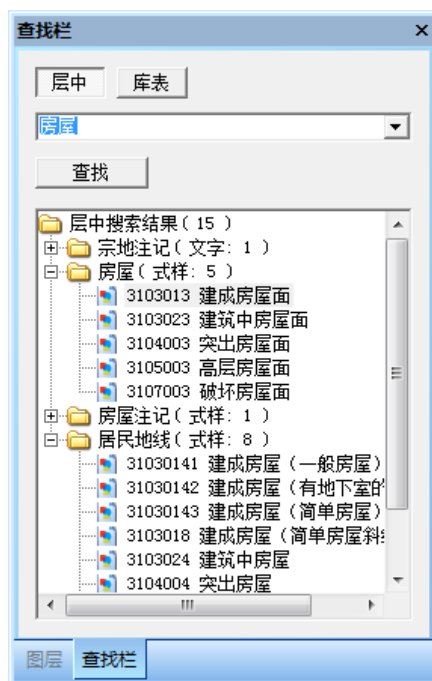 查找栏
层中 库表
房屋
查找
层中搜索结果( 15 )
宗地注记( 文字: 1 )
房屋( 式样: 5 )
3103013 建成房屋面
3103023 建筑中房屋面
3104003 突出房屋面
3105003 高层房屋面
3107003 破坏房屋面
房屋注记( 式样: 1 )
居民地线( 式样: 8 )
31030141 建成房屋（一般房屋）
31030142 建成房屋（有地下室的
31030143 建成房屋（简单房屋）
3103018 建成房屋（简单房屋斜
3103024 建筑中房屋
3104004 突出房屋
图层 查找栏